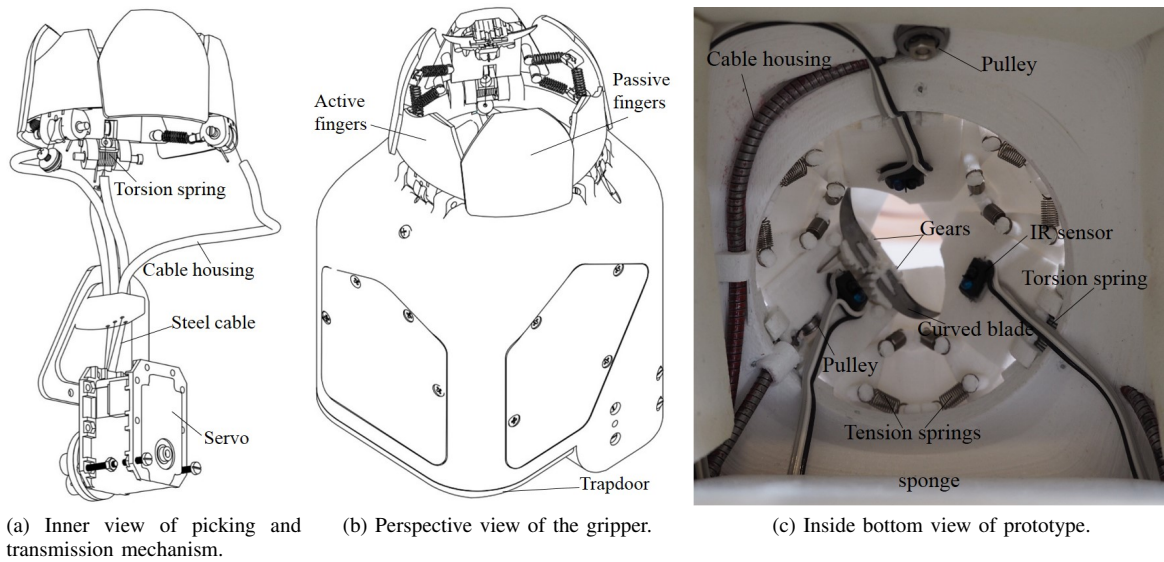 Torsion spring
Cable housing
Steel cable
Servo
(a) Inner view of picking and
transmission mechanism.
Active
fingers
Passive
fingers
Trapdoor
(b) Perspective view of the gripper.
Cable housing
Pulley
Gears
IR sensor
Torsion spring
Curved blade
Pulley
Tension springs
sponge
(c) Inside bottom view of prototype.